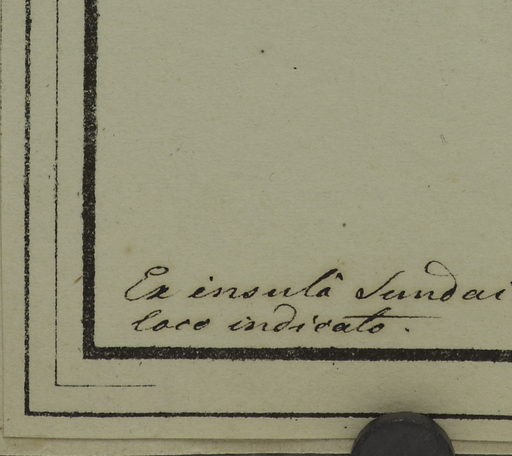 Ex insulâ Sundai
loco indicato.